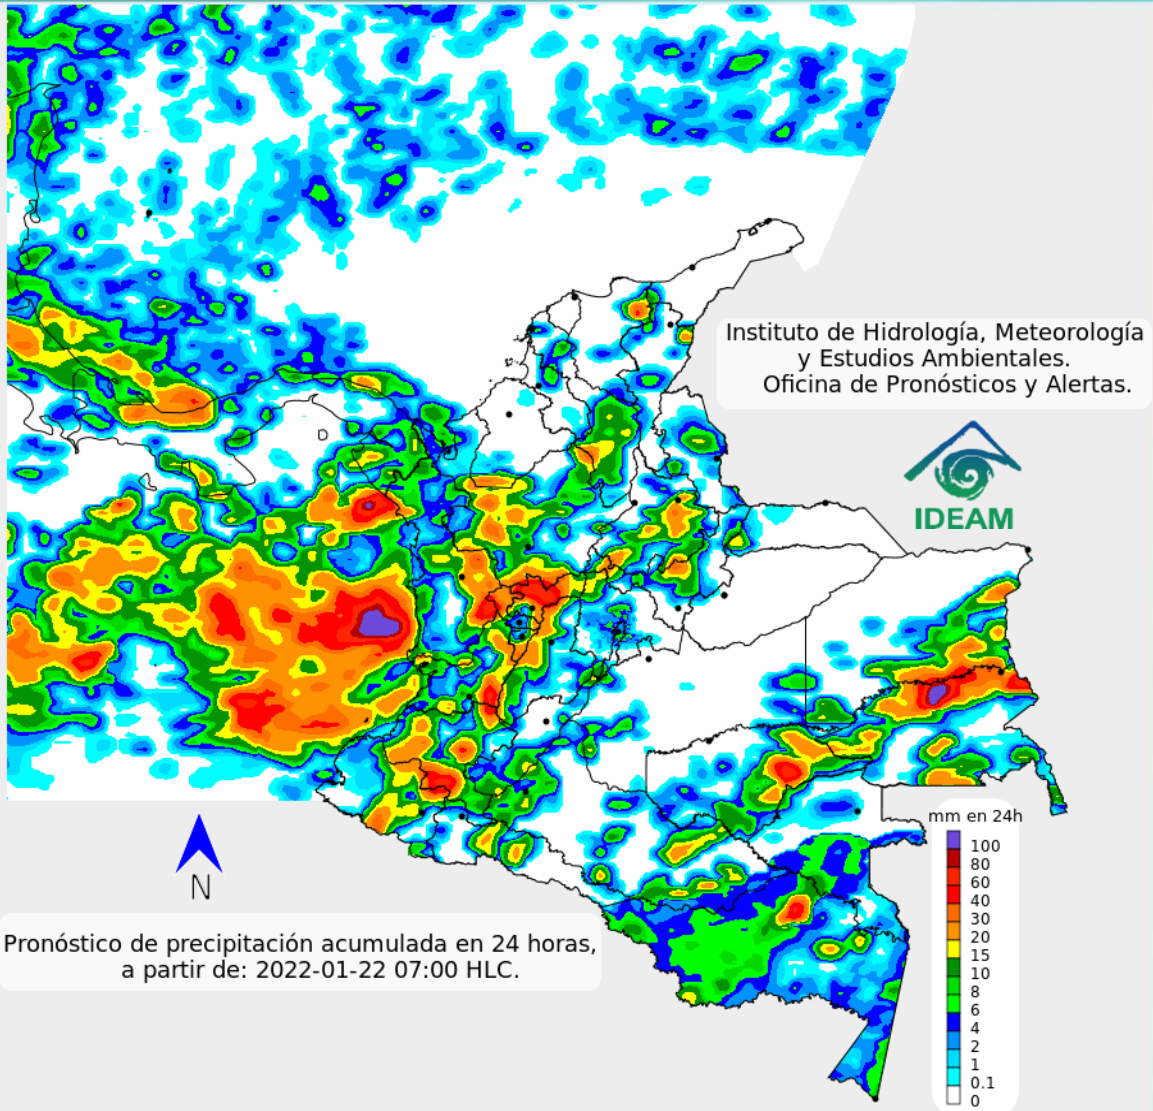 Instituto de Hidrología, Meteorología
y Estudios Ambientales.
Oficina de Pronósticos y Alertas.
IDEAM
mm en 24h
100
80
60
40
30
20
15
10
8
6
4
2
1
0.1
0
N
Pronóstico de precipitación acumulada en 24 horas,
a partir de: 2022-01-22 07:00 HLC.